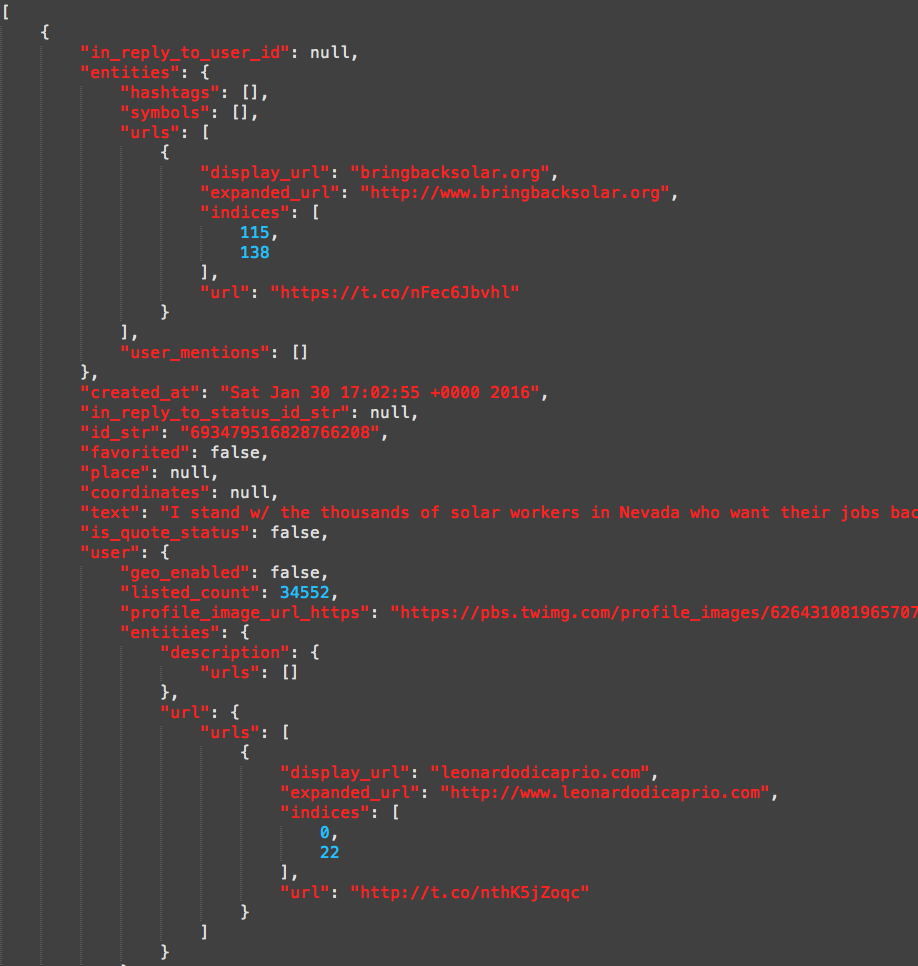 [
    {
        "in_reply_to_user_id": null,
        "entities": {
            "hashtags": [],
            "symbols": [],
            "urls": [
                {
                    "display_url": "bringbacksolar.org",
                    "expanded_url": "http://www.bringbacksolar.org",
                    "indices": [
                        115,
                        138
                    ],
                    "url": "https://t.co/nFec6Jbvhl"
                }
            ],
            "user_mentions": []
        },
        "created_at": "Sat Jan 30 17:02:55 +0000 2016",
        "in_reply_to_status_id_str": null,
        "id_str": "693479516828766208",
        "favorited": false,
        "place": null,
        "coordinates": null,
        "text": "I stand w/ the thousands of solar workers in Nevada who want their jobs bac
        "is_quote_status": false,
        "user": {
            "geo_enabled": false,
            "listed_count": 34552,
            "profile_image_url_https": "https://pbs.twimg.com/profile_images/626431081965707
            "entities": {
                "description": {
                    "urls": []
                },
                "url": {
                    "urls": [
                        {
                            "display_url": "leonardodicaprio.com",
                            "expanded_url": "http://www.leonardodicaprio.com",
                            "indices": [
                                0,
                                22
                            ],
                            "url": "http://t.co/nthK5jZoqc"
                        }
                    ]
                }